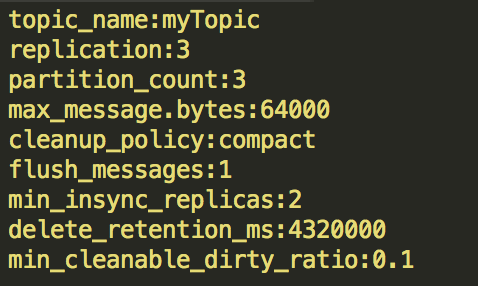 topic_name:myTopic
replication:3
partition_count:3
max_message.bytes:64000
cleanup_policy:compact
flush_messages:1
min_insync_replicas:2
delete_retention_ms:4320000
min_cleanable_dirty_ratio:0.1